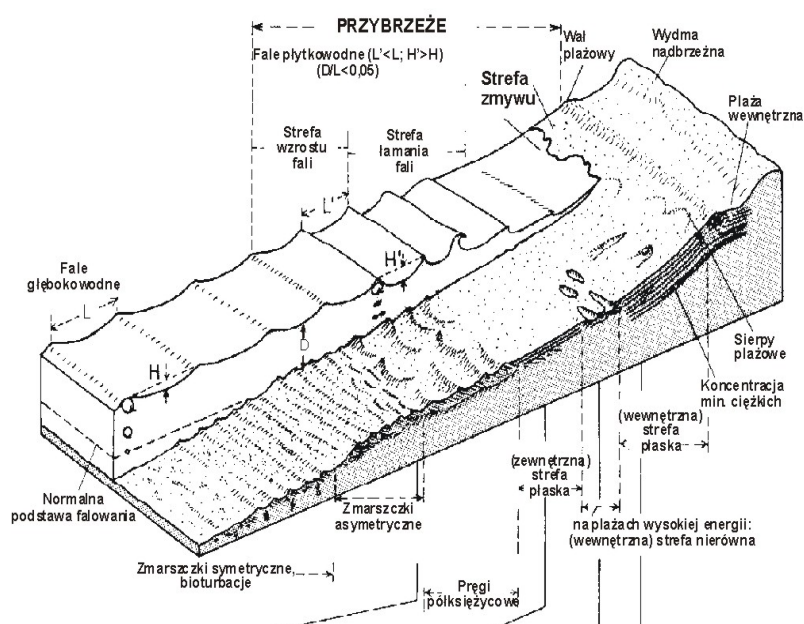 PRZYBRZEŻE
Fale płytkowodne (L'<L; H'>H)
(D/L<0,05)
Wał
plażowy
Wydma
nadbrzeżna
Strefa
zmywu
Plaża
wewnętrzna
Strefa
wzrostu
fali
Strefa
łamania
fali
L'
H'
Fale
głębokowodne
L
D
H
Sierpy
plażowe
Koncentracja
min. ciężkich
(wewnętrzna)
strefa
płaska
(zewnętrzna)
strefa
płaska
Normalna
podstawa falowania
Zmarszczki
asymetryczne
na plażach wysokiej energii:
(wewnętrzna) strefa nierówna
Zmarszczki symetryczne,
bioturbacje
Pręgi
półksiężycowe